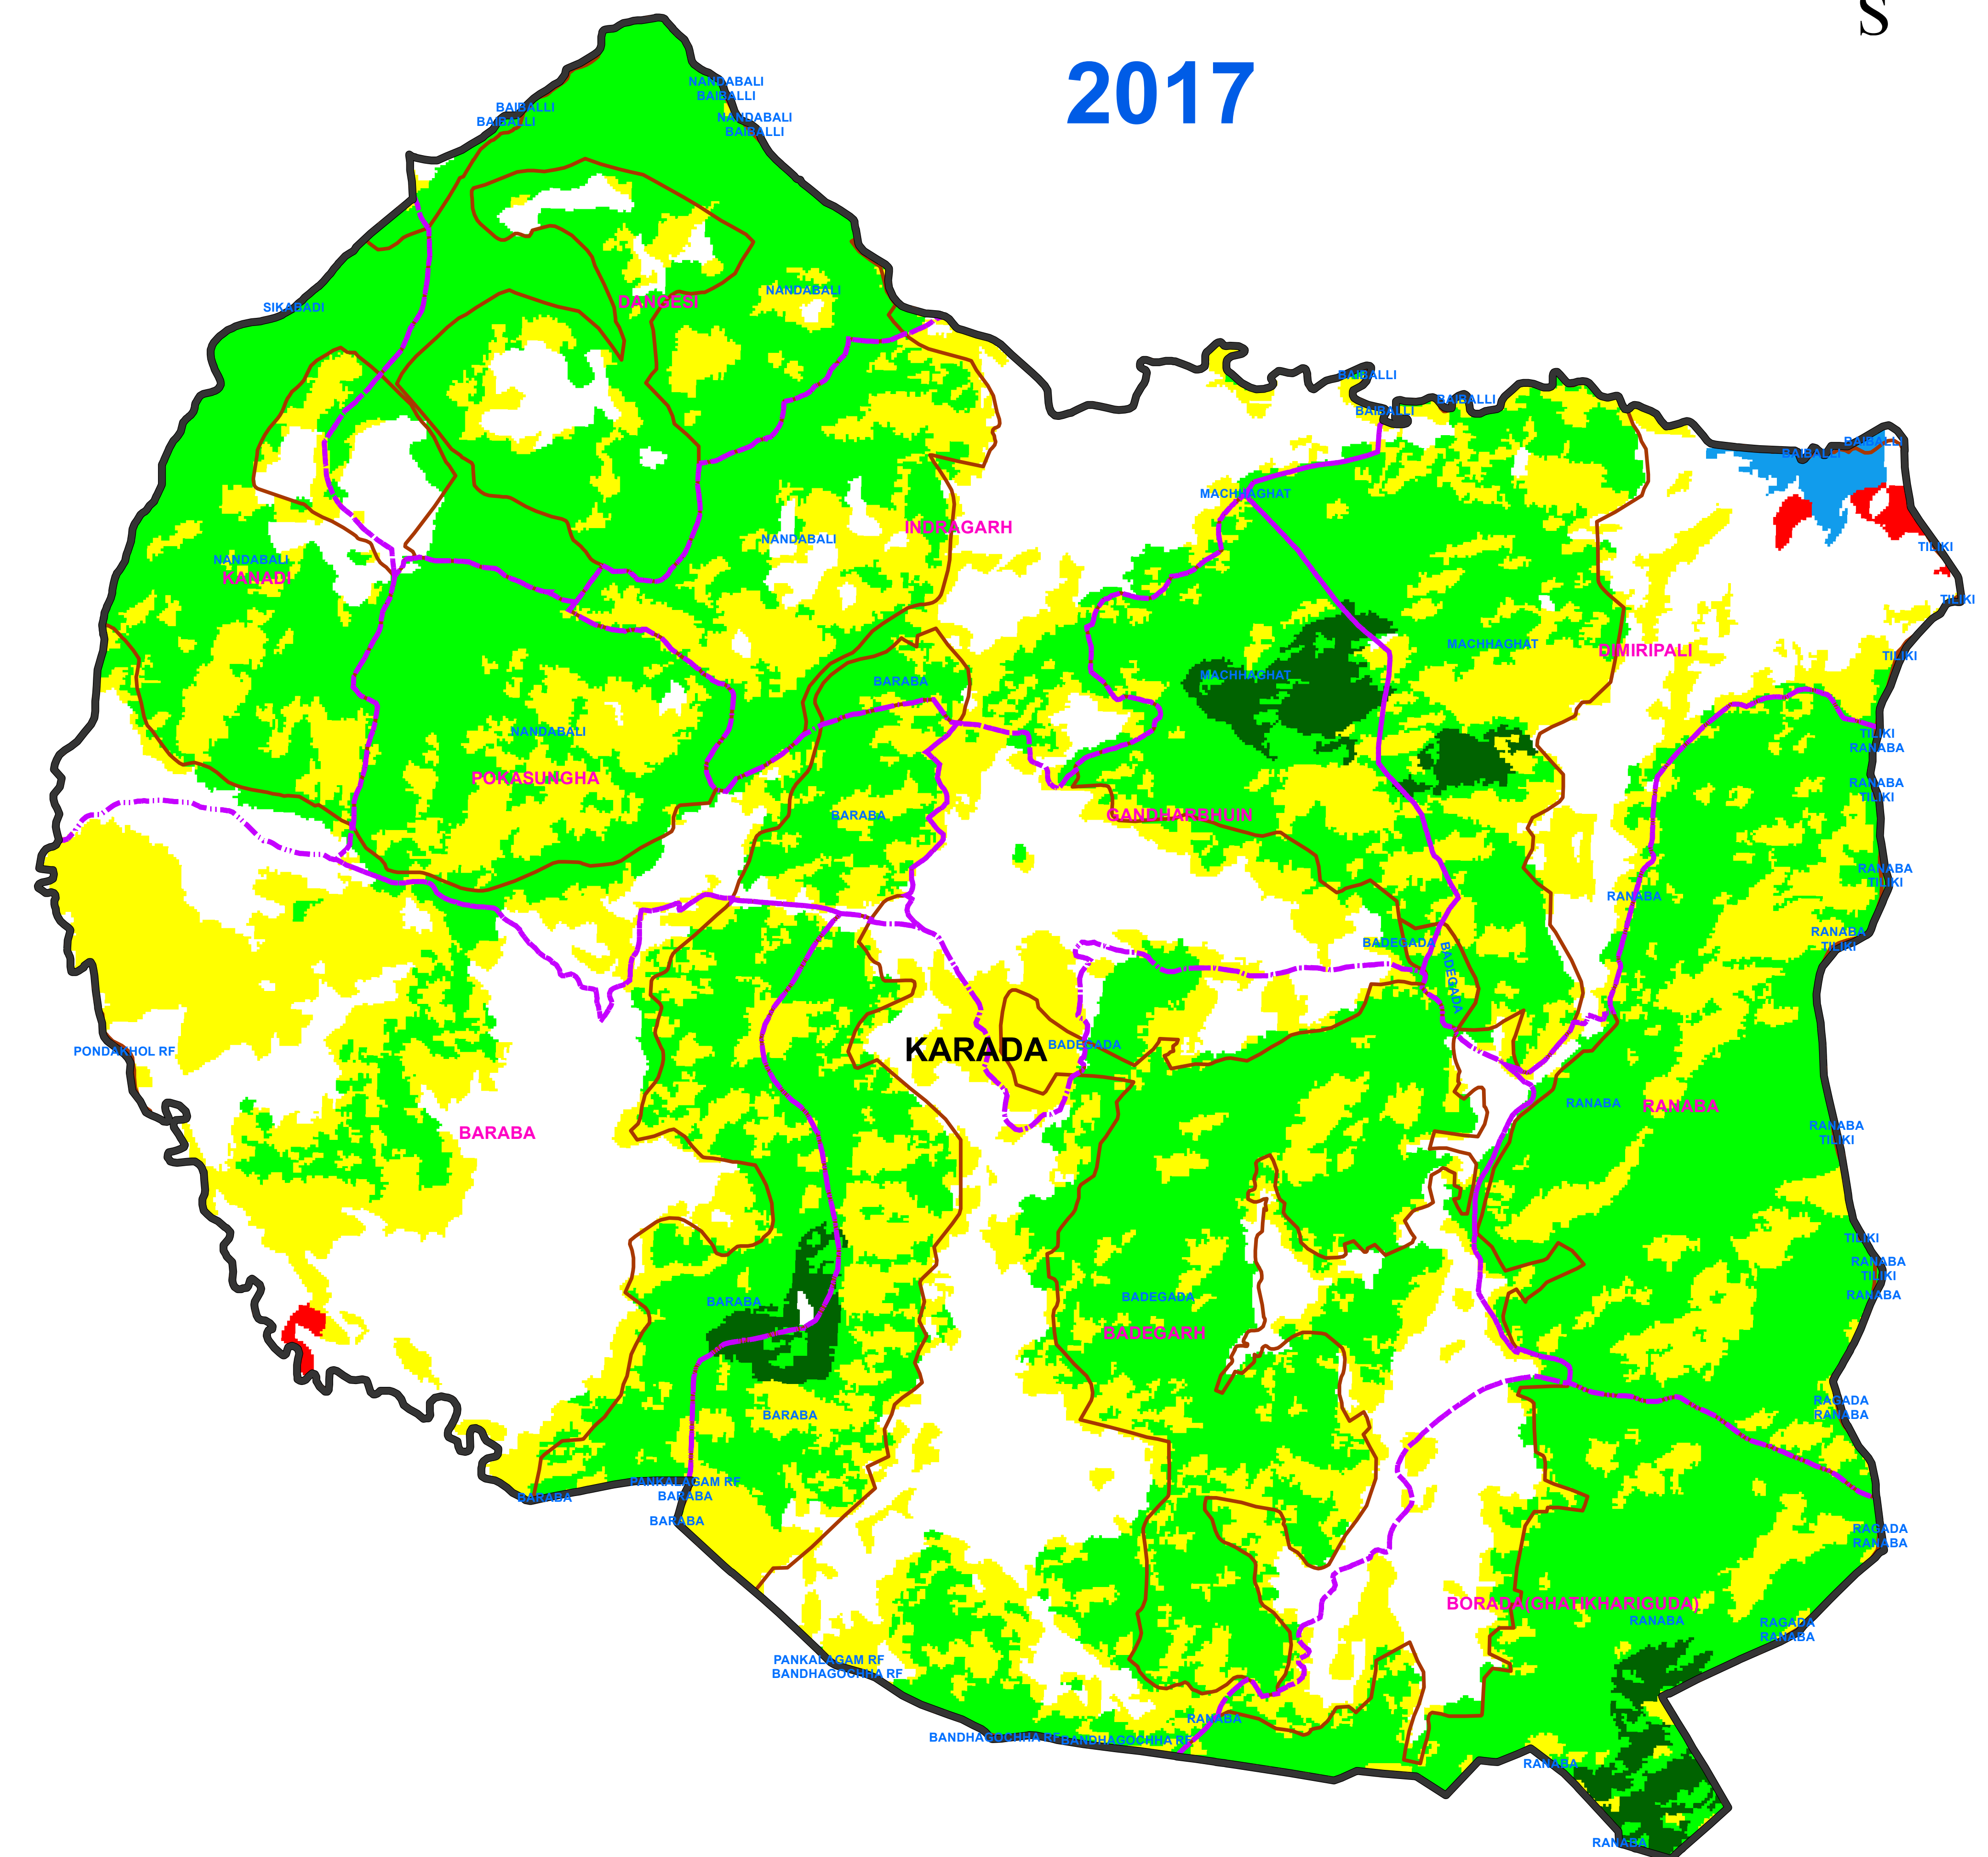 S
2017
NANDABALI
BAIBALLI
BAIBALLI
BAIBALLI
NANDABALI
BAIBALLI
DANGESI
NANDABALI
SIKABADI
BAIBALLI
BAIBALLI
BAIBALLI
BAIBALLI
BAIBALLI
MACHHAGHAT
INDRAGARH
NANDABALI
TILIKI
NANDABALI
KANADI
TILIKI
MACHHAGHAT
DIMIRIPALI
TILIKI
MACHHAGHAT
BARABA
NANDABALI
TILIKI
RANABA
POKASUNGHA
RANABA
TILIKI
BARABA
GANDHARBHUIN
RANABA
TILIKI
RANABA
RANABA
TILIKI
BADEGADA
BADEGADA
KARADA
BADEGADA
PONDAKHOL RF
RANABA
RANABA
BARABA
RANABA
TILIKI
TILIKI
RANABA
TILIKI
RANABA
BARABA
BADEGADA
BADEGARH
RAGADA
RANABA
BARABA
PANKALAGAM RF
BARABA
BARABA
BARABA
RAGADA
RANABA
BORADA(GHATIKHARIGUDA)
RANABA
RAGADA
RANABA
PANKALAGAM RF
BANDHAGOCHHA RF
RANABA
BANDHAGOCHHA RF
BANDHAGOCHHA RF
RANABA
RANABA